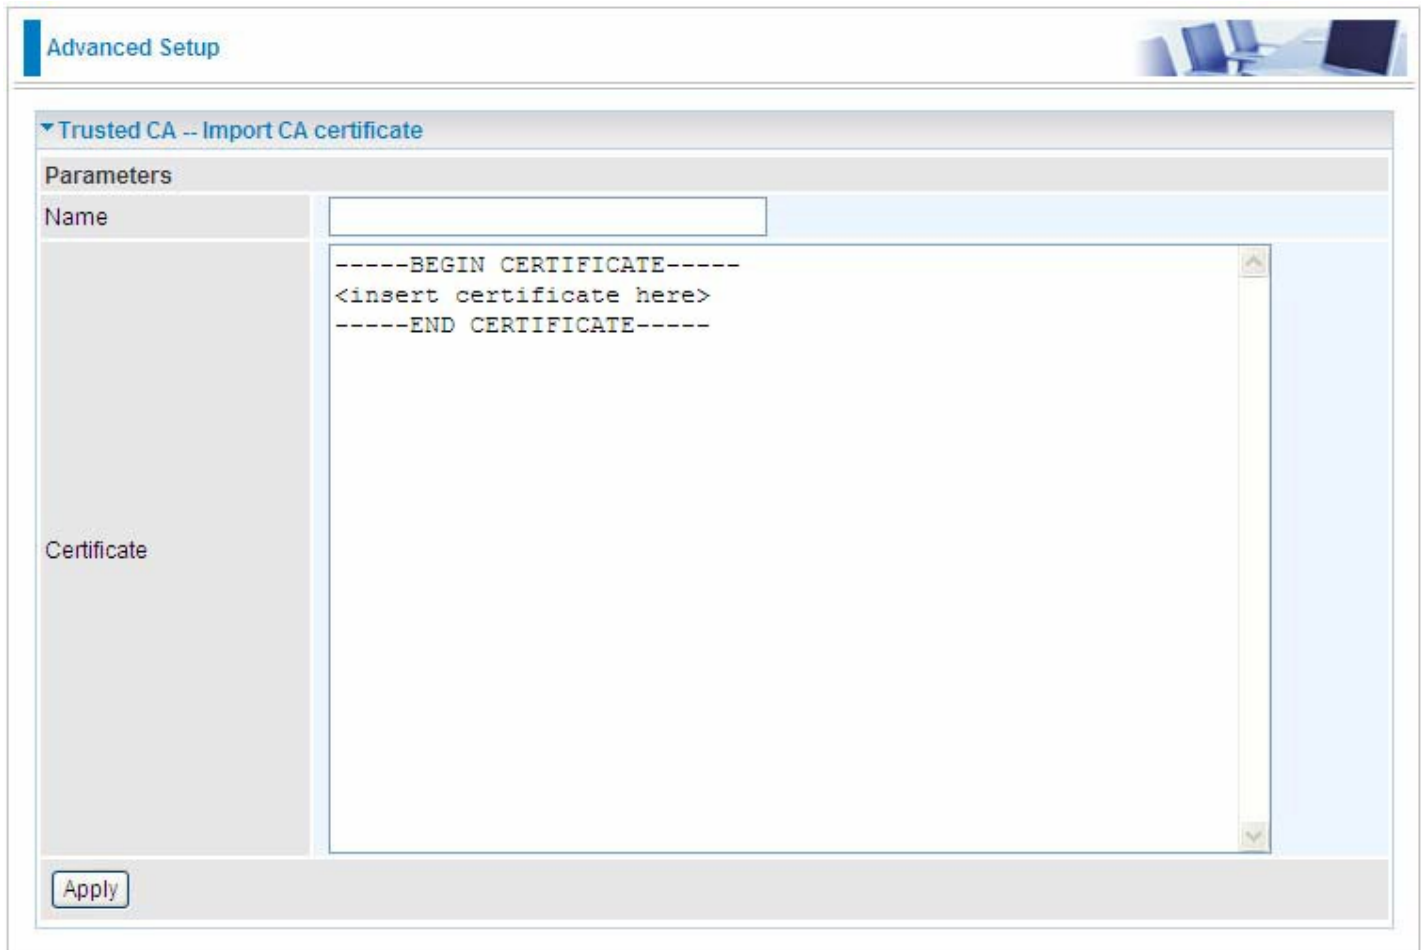 Advanced Setup
Trusted CA -- Import CA certificate
Parameters
Name
-----BEGIN CERTIFICATE-----
<insert certificate here>
-----END CERTIFICATE-----
Certificate
Apply